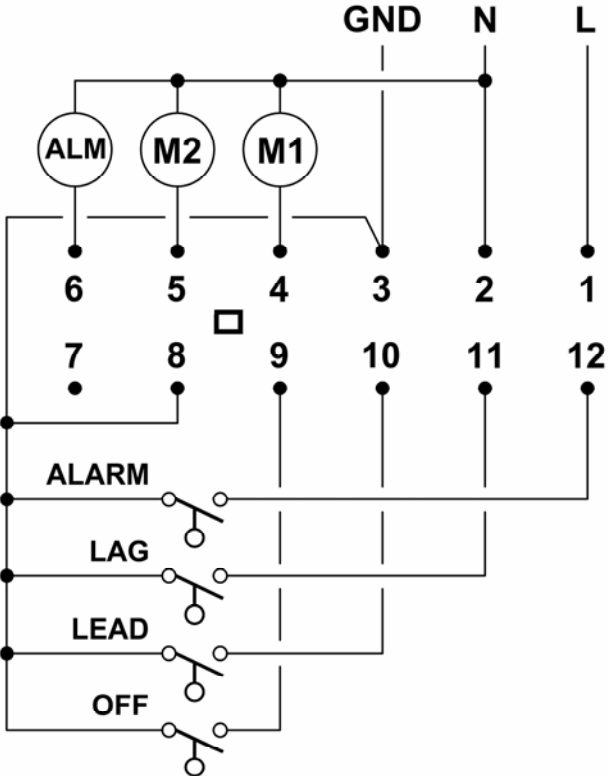 GND N L
ALM M2 M1
6 5 4 3 2 1
7 8 9 10 11 12
ALARM
LAG
LEAD
OFF